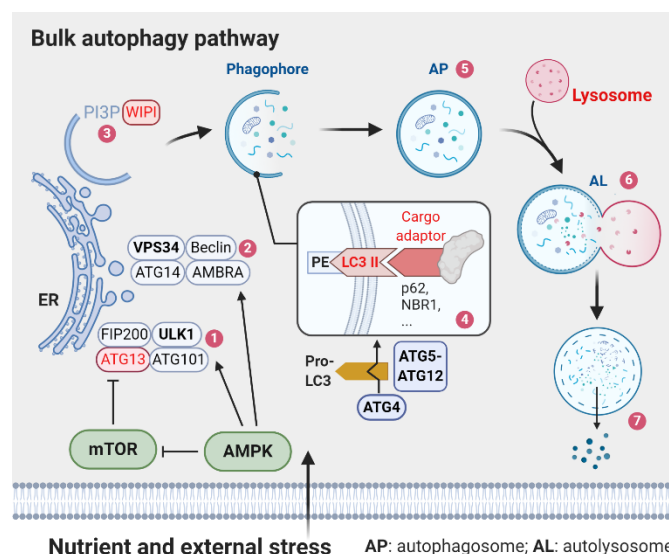 Bulk autophagy pathway
PI3P WIPI
3
Phagophore
AP 5
Lysosome
AL 6
VPS34 Beclin 2
ATG14 AMBRA
ER
FIP200 ULK1 1
ATG13 ATG101
mTOR
AMPK
Cargo
adaptor
PE LC3 II
p62,
NBR1,
...
4
Pro-
LC3
ATG5-
ATG12
ATG4
7
Nutrient and external stress
AP: autophagosome; AL: autolysosome